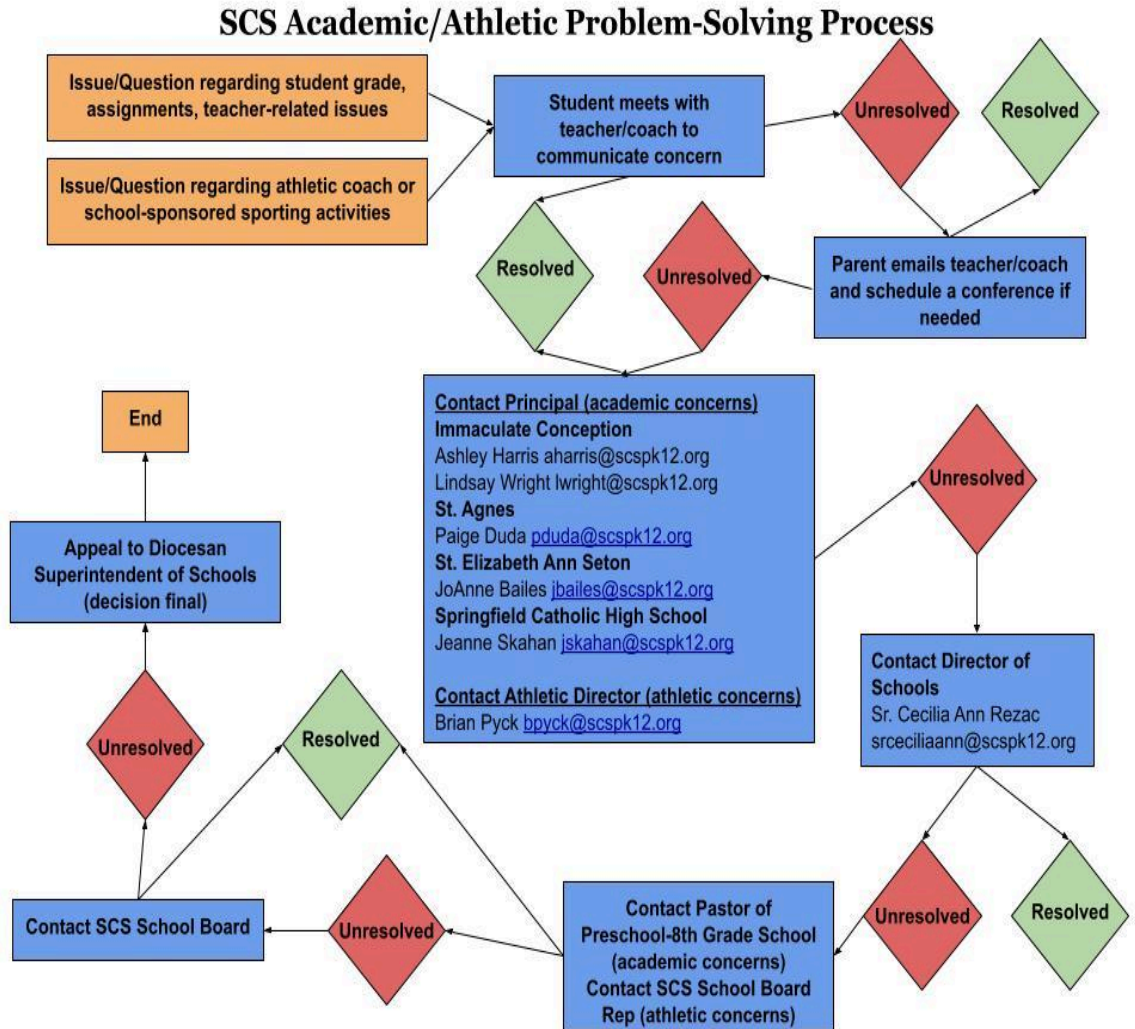 SCS Academic/Athletic Problem-Solving Process
Issue/Question regarding student grade,
assignments, teacher-related issues
Issue/Question regarding athletic coach or
school-sponsored sporting activities
Student meets with
teacher/coach to
communicate concern
Unresolved
Resolved
Resolved
Unresolved
Parent emails teacher/coach
and schedule a conference if
needed
Contact Principal (academic concerns)
Immaculate Conception
Ashley Harris aharris@scspk12.org
Lindsay Wright lwright@scspk12.org
St. Agnes
Paige Duda pduda@scspk12.org
St. Elizabeth Ann Seton
JoAnne Bailes jbailes@scspk12.org
Springfield Catholic High School
Jeanne Skahan jskahan@scspk12.org
Contact Athletic Director (athletic concerns)
Brian Pyck bpyck@scspk12.org
Unresolved
Contact Director of
Schools
Sr. Cecilia Ann Rezac
srceciliaann@scspk12.org
Unresolved
Resolved
Contact Pastor of
Preschool-8th Grade School
(academic concerns)
Contact SCS School Board
Rep (athletic concerns)
Unresolved
Resolved
Contact SCS School Board
Unresolved
Appeal to Diocesan
Superintendent of Schools
(decision final)
End